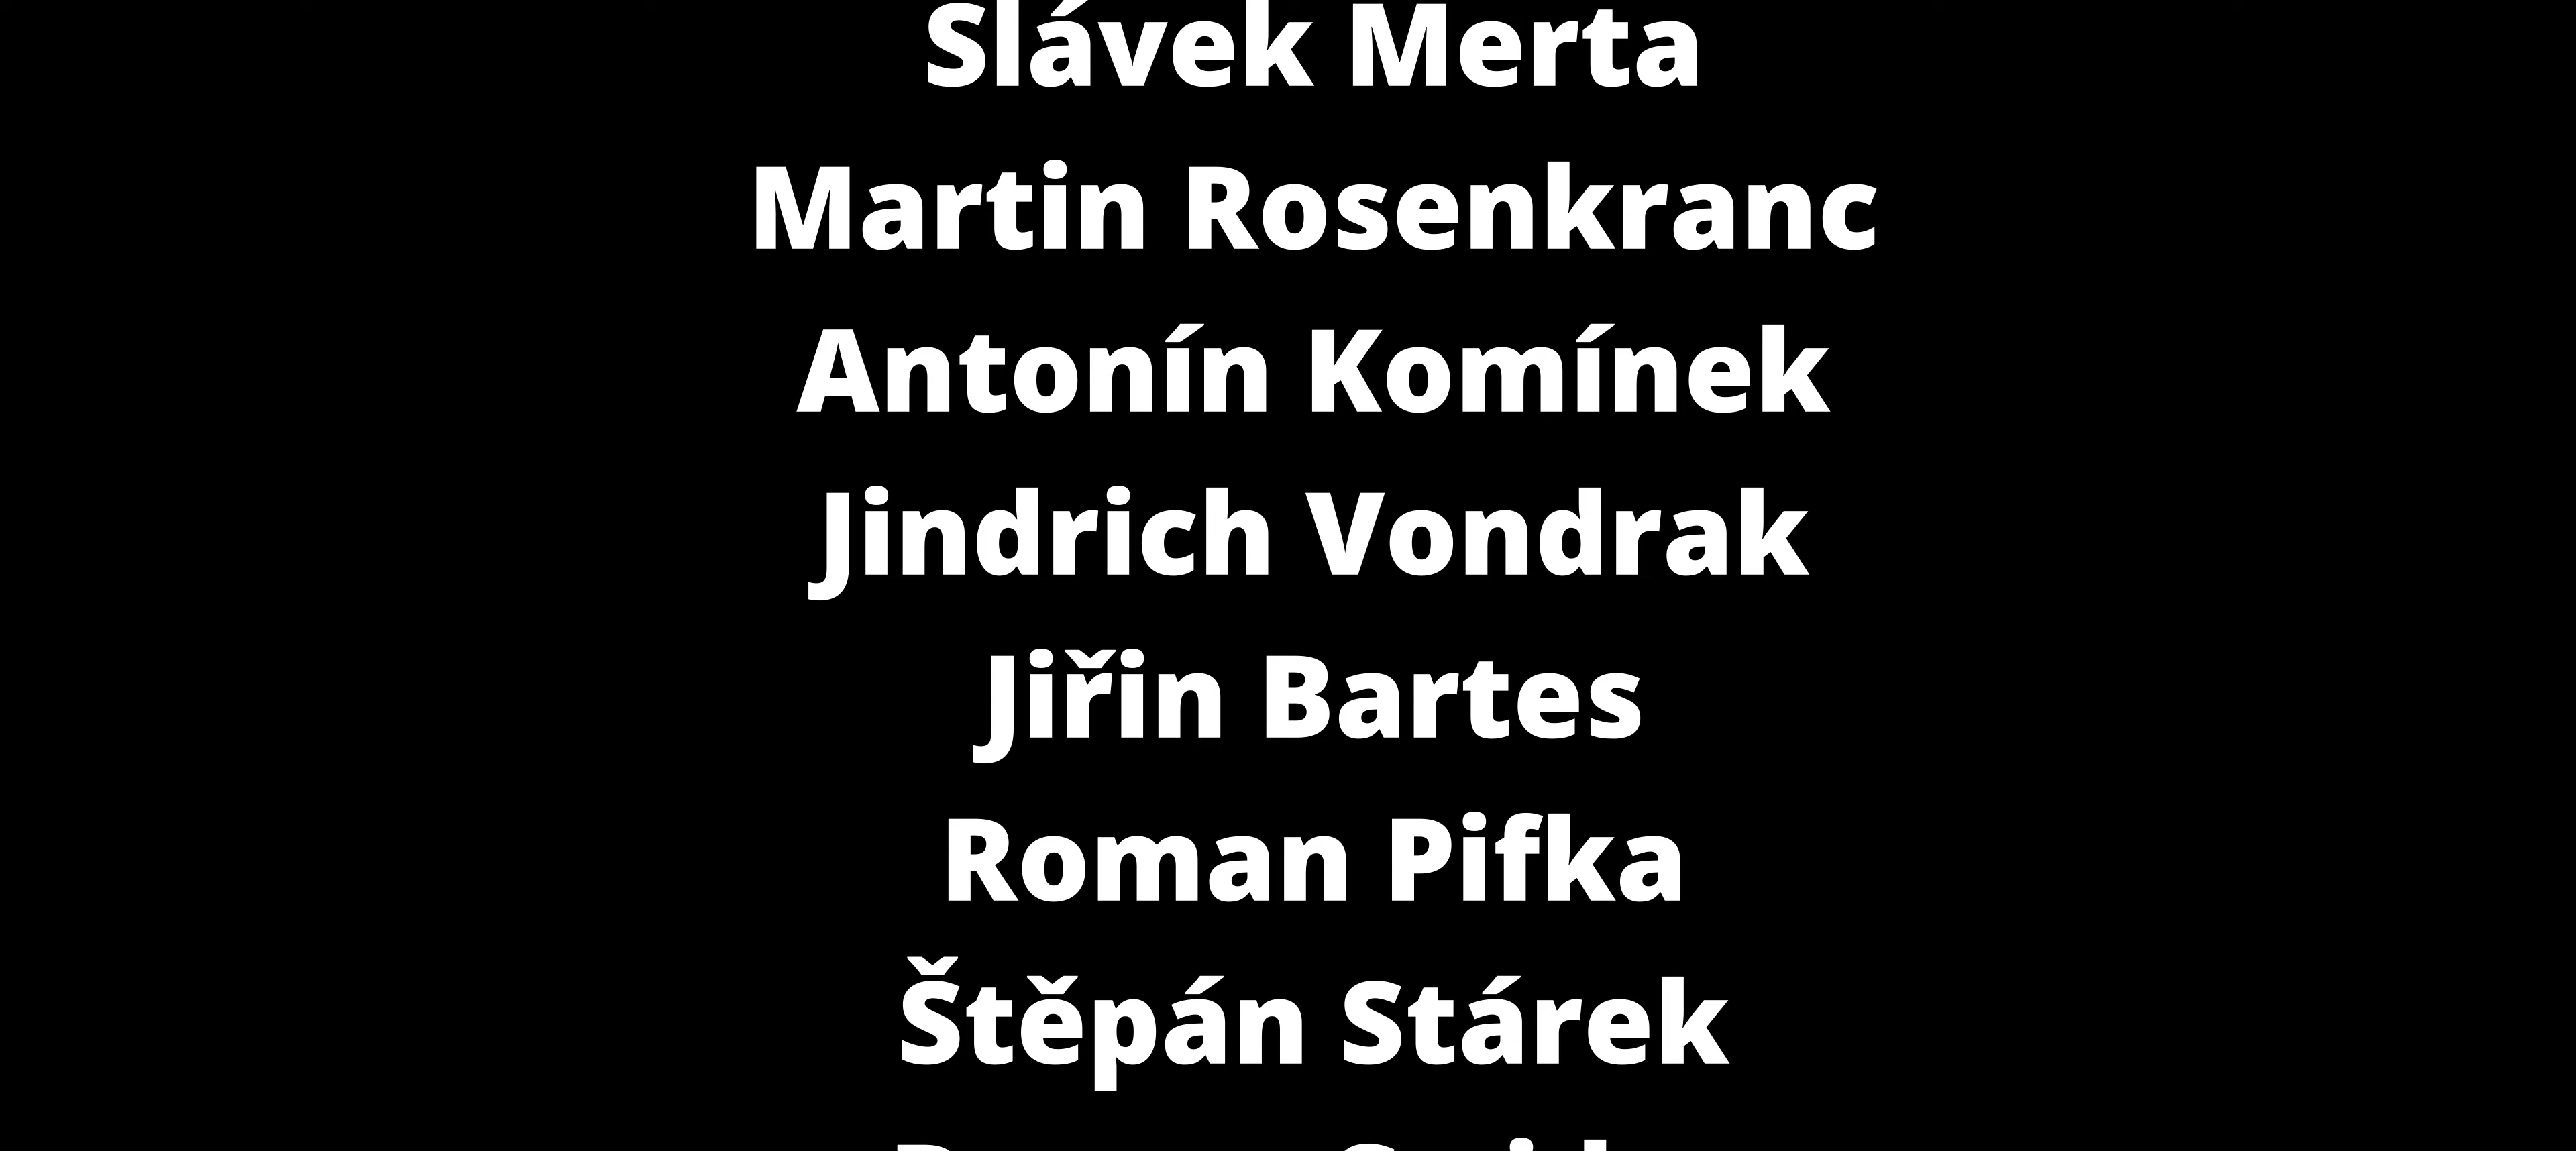 Slávek Merta
Martin Rosenkranc
Antonín Komínek
Jindrich Vondrak
Jiřin Bartes
Roman Pifka
Štěpán Stárek